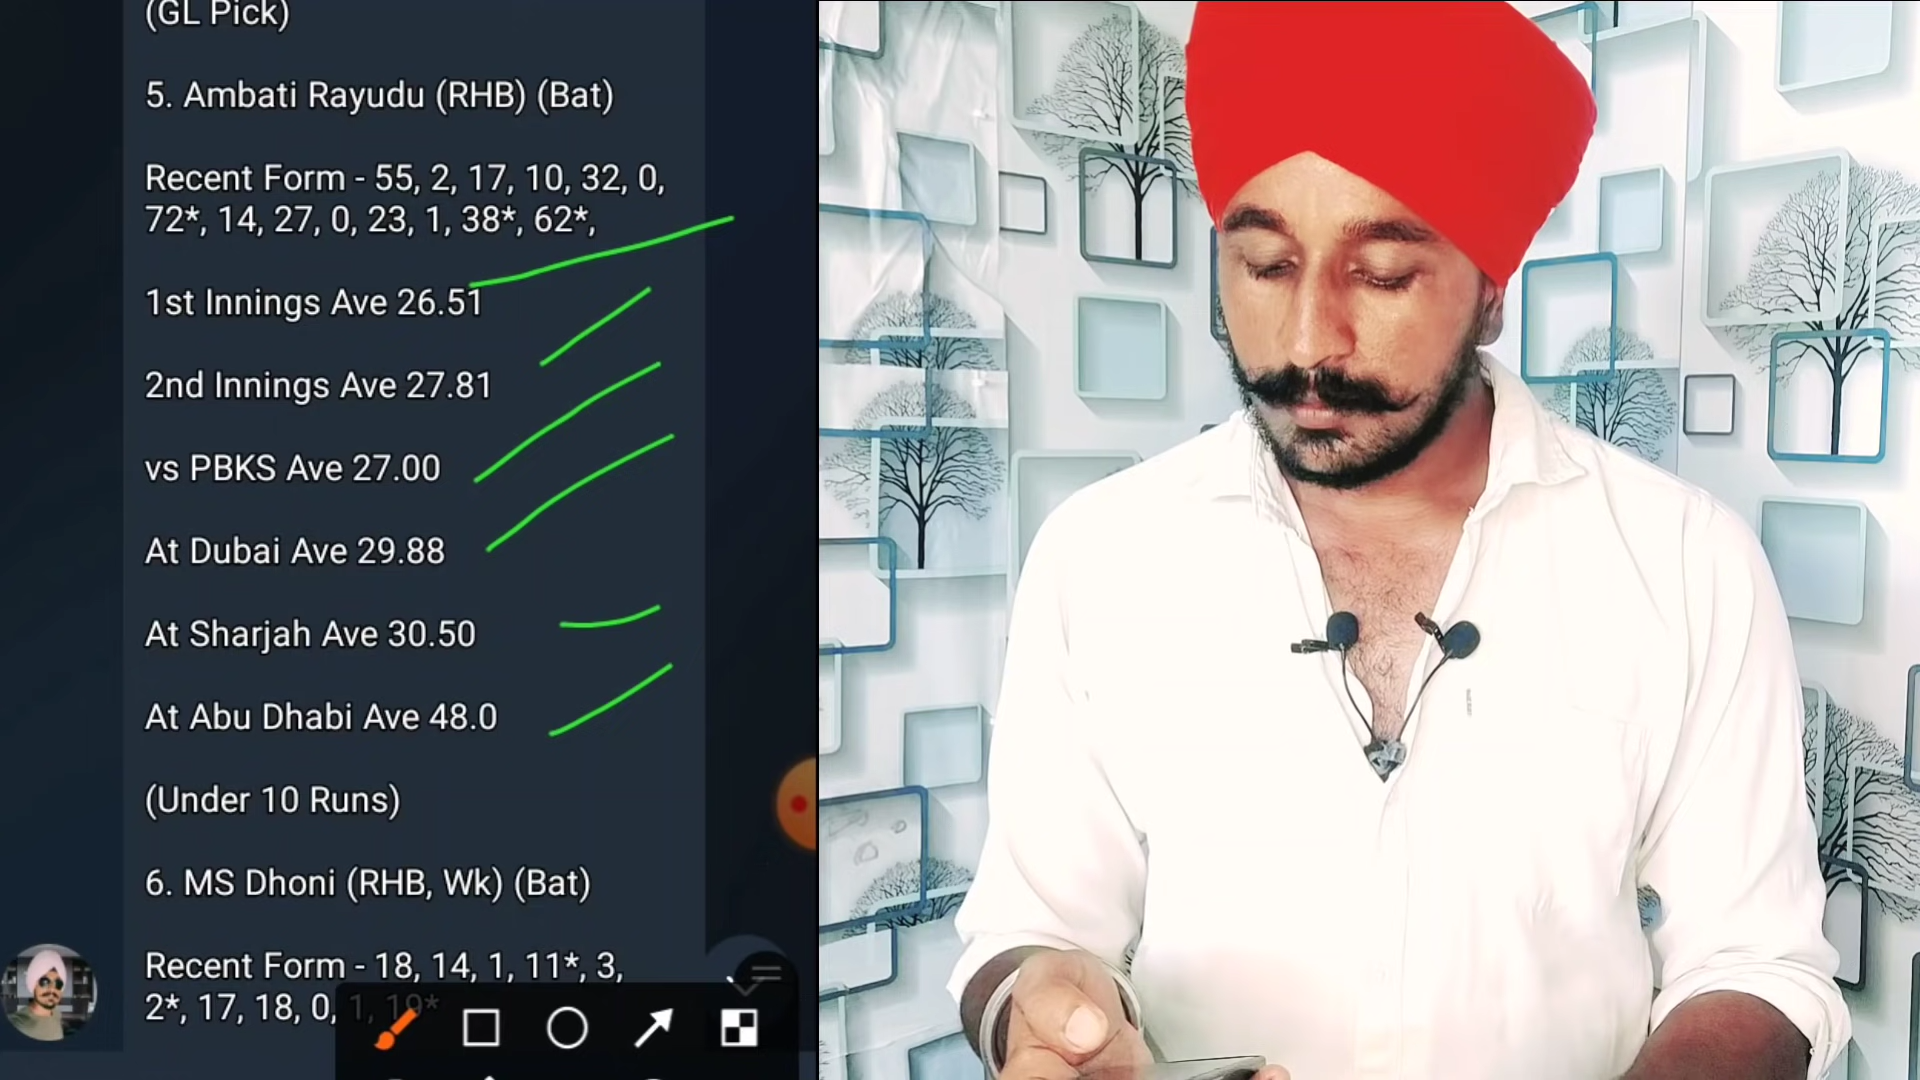 (GL Pick)
5. Ambati Rayudu (RHB) (Bat)
Recent Form - 55, 2, 17, 10, 32, 0,
72*, 14, 27, 0, 23, 1, 38*, 62*,
1st Innings Ave 26.51
2nd Innings Ave 27.81
vs PBKS Ave 27.00
At Dubai Ave 29.88
At Sharjah Ave 30.50
At Abu Dhabi Ave 48.0
(Under 10 Runs)
6. MS Dhoni (RHB, Wk) (Bat)
Recent Form - 18, 14, 1, 11*, 3,
2*, 17, 18, 0, 1, 19*